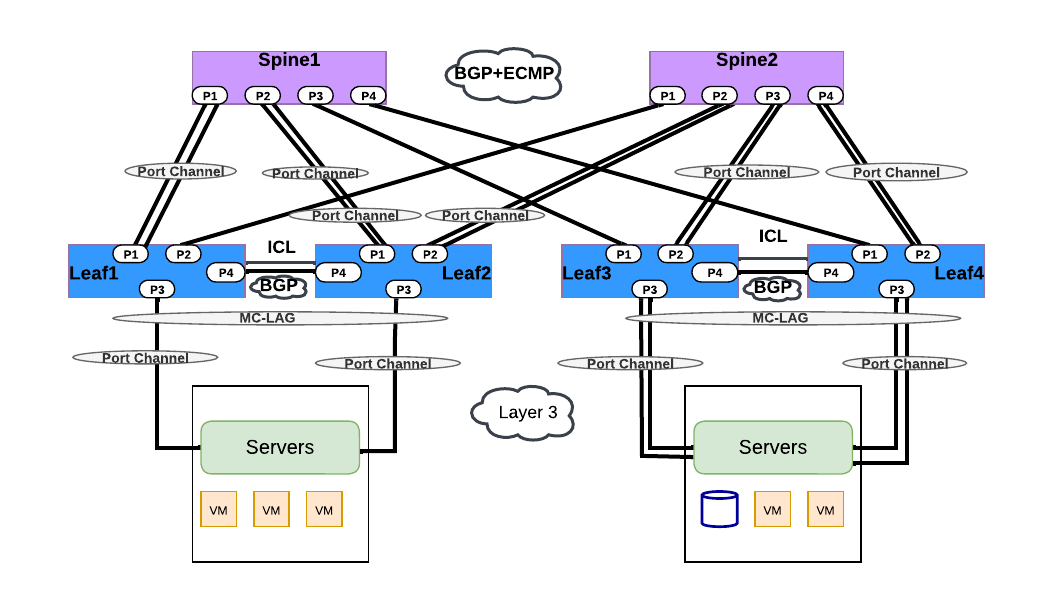 Spine1
BGP+ECMP
Spine2
P1
P2
P3
P4
P1
P2
P3
P4
Port Channel
Port Channel
Port Channel
Port Channel
Port Channel
Port Channel
ICL
ICL
P1
P2
P1
P2
P1
P2
P1
P2
Leaf1
P4
P4
Leaf2
Leaf3
P4
P4
Leaf4
BGP
BGP
P3
P3
P3
P3
MC-LAG
MC-LAG
Port Channel
Port Channel
Port Channel
Port Channel
Layer 3
Servers
Servers
VM
VM
VM
VM
VM